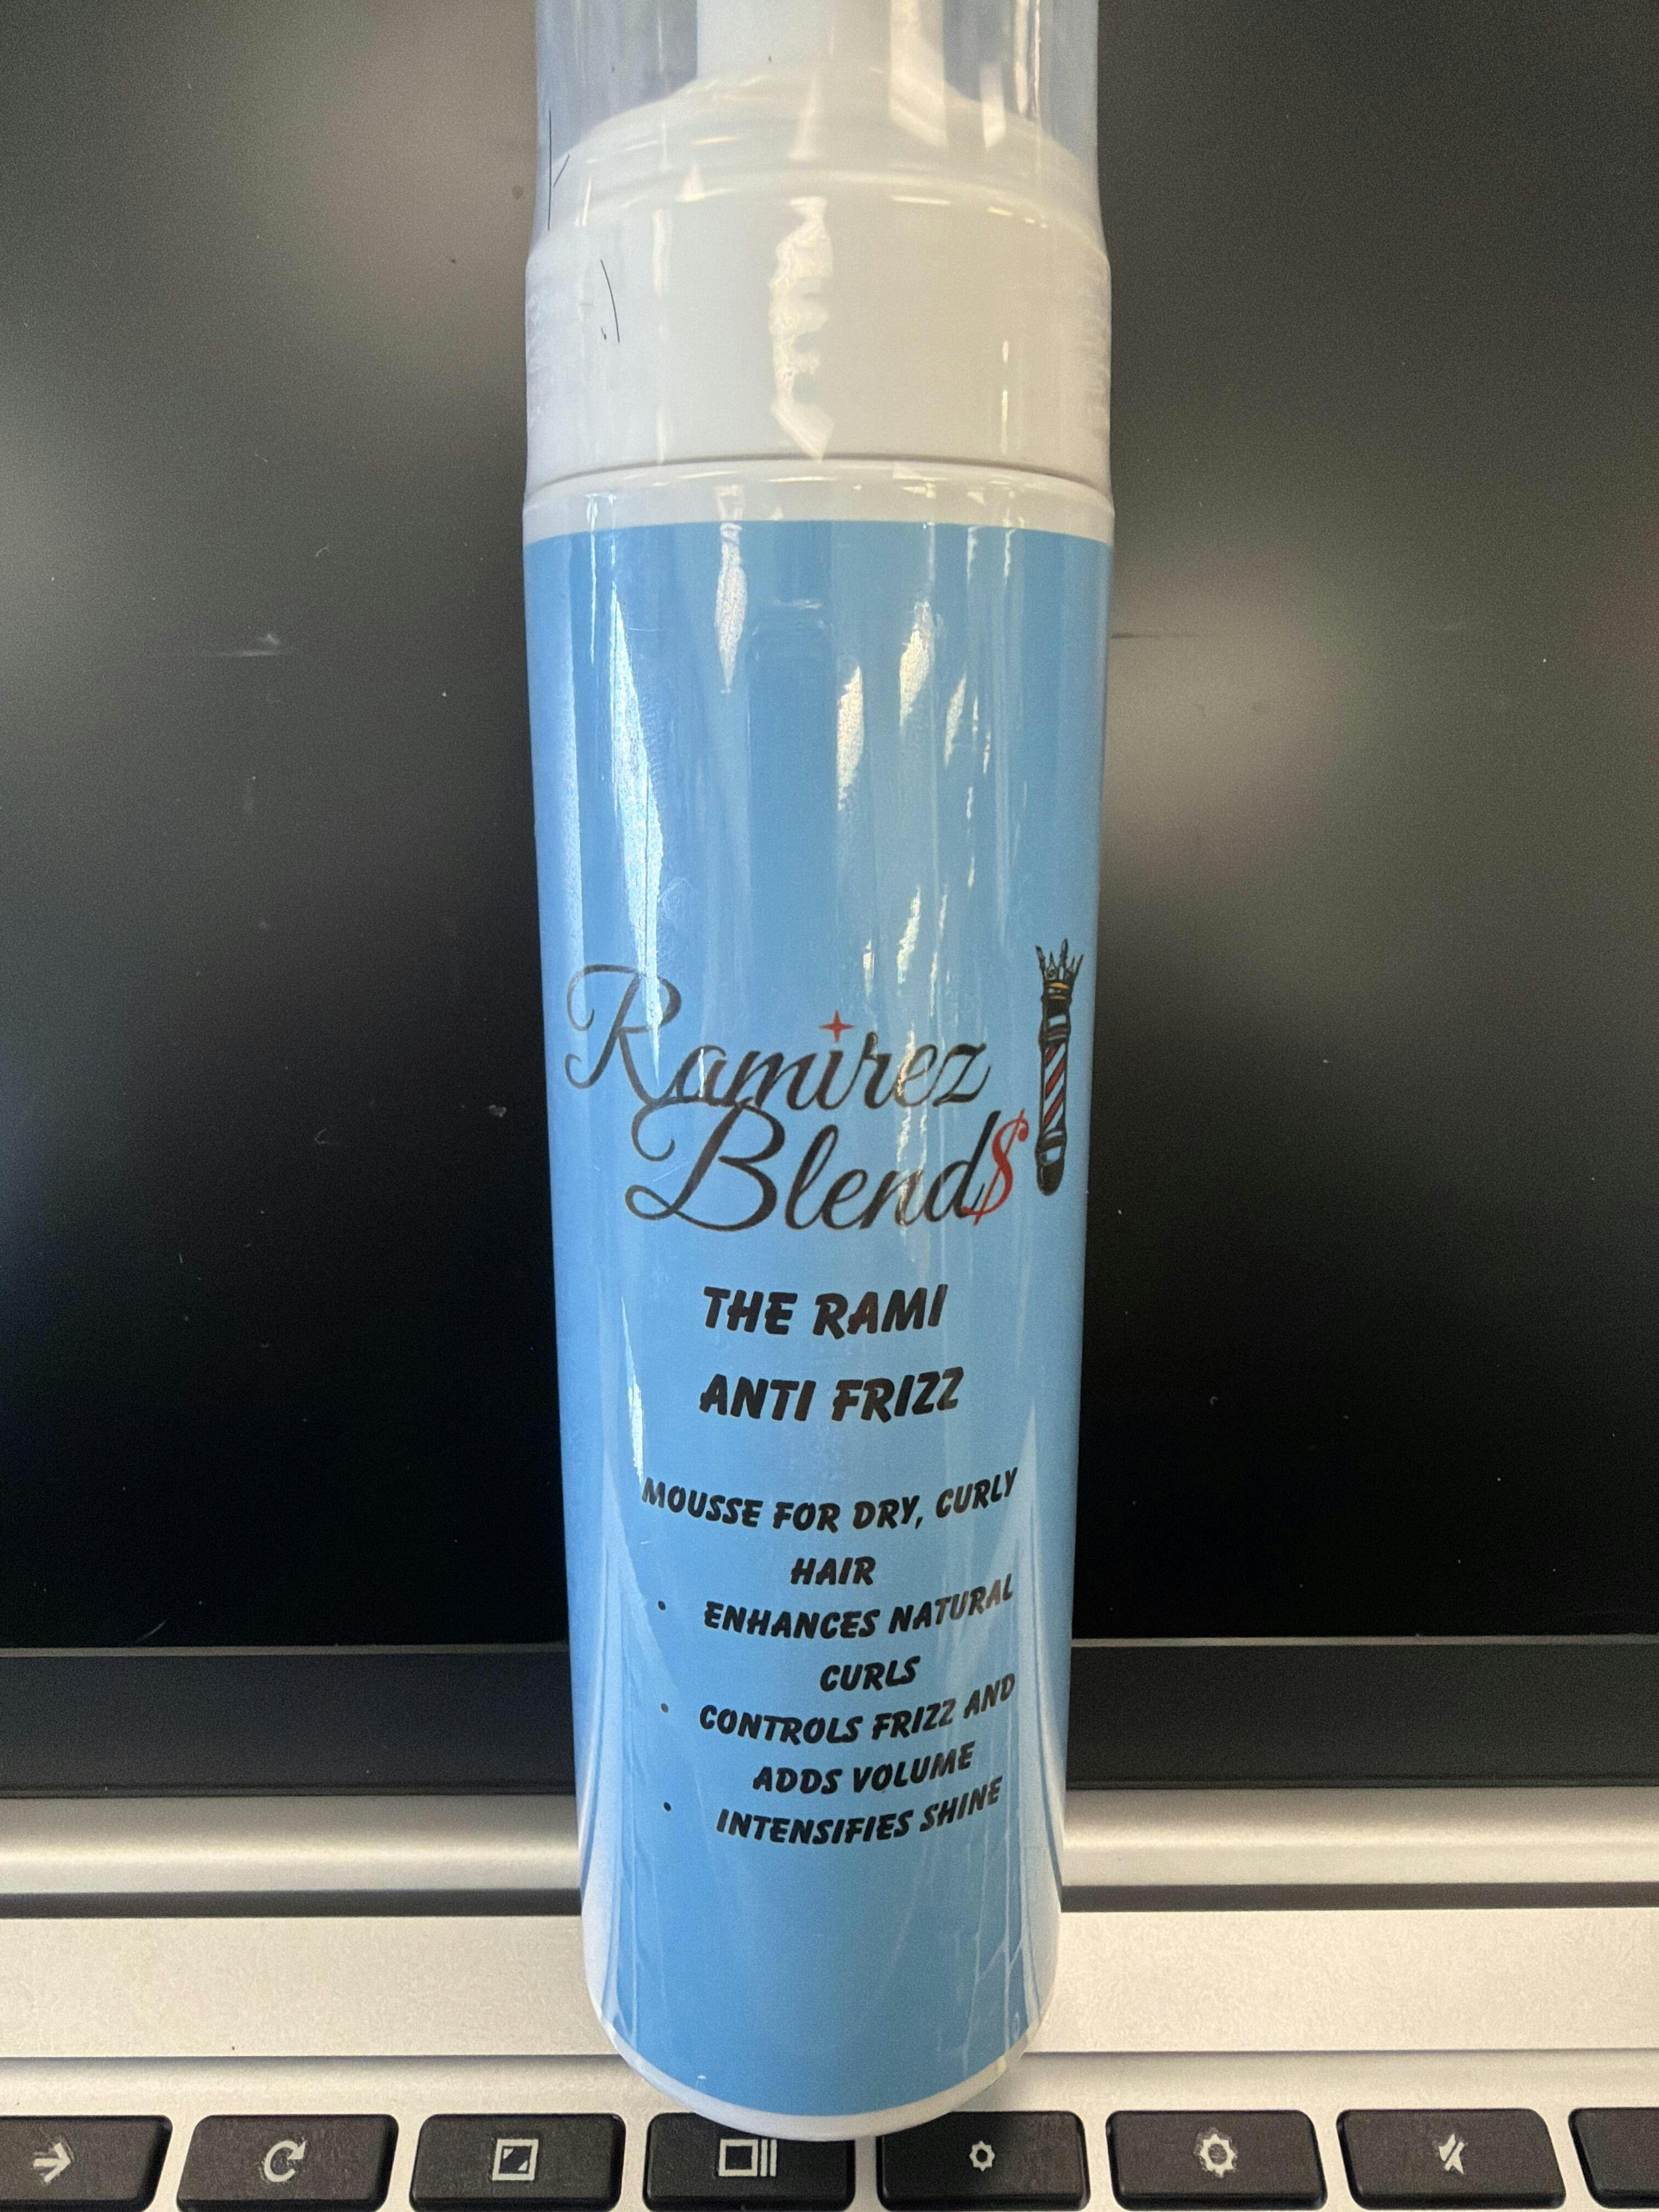 Ramirez
Blend$
THE RAMI
ANTI FRIZZ
MOUSSE FOR DRY, CURLY
HAIR
• ENHANCES NATURAL
CURLS
• CONTROLS FRIZZ AND
ADDS VOLUME
• INTENSIFIES SHINE